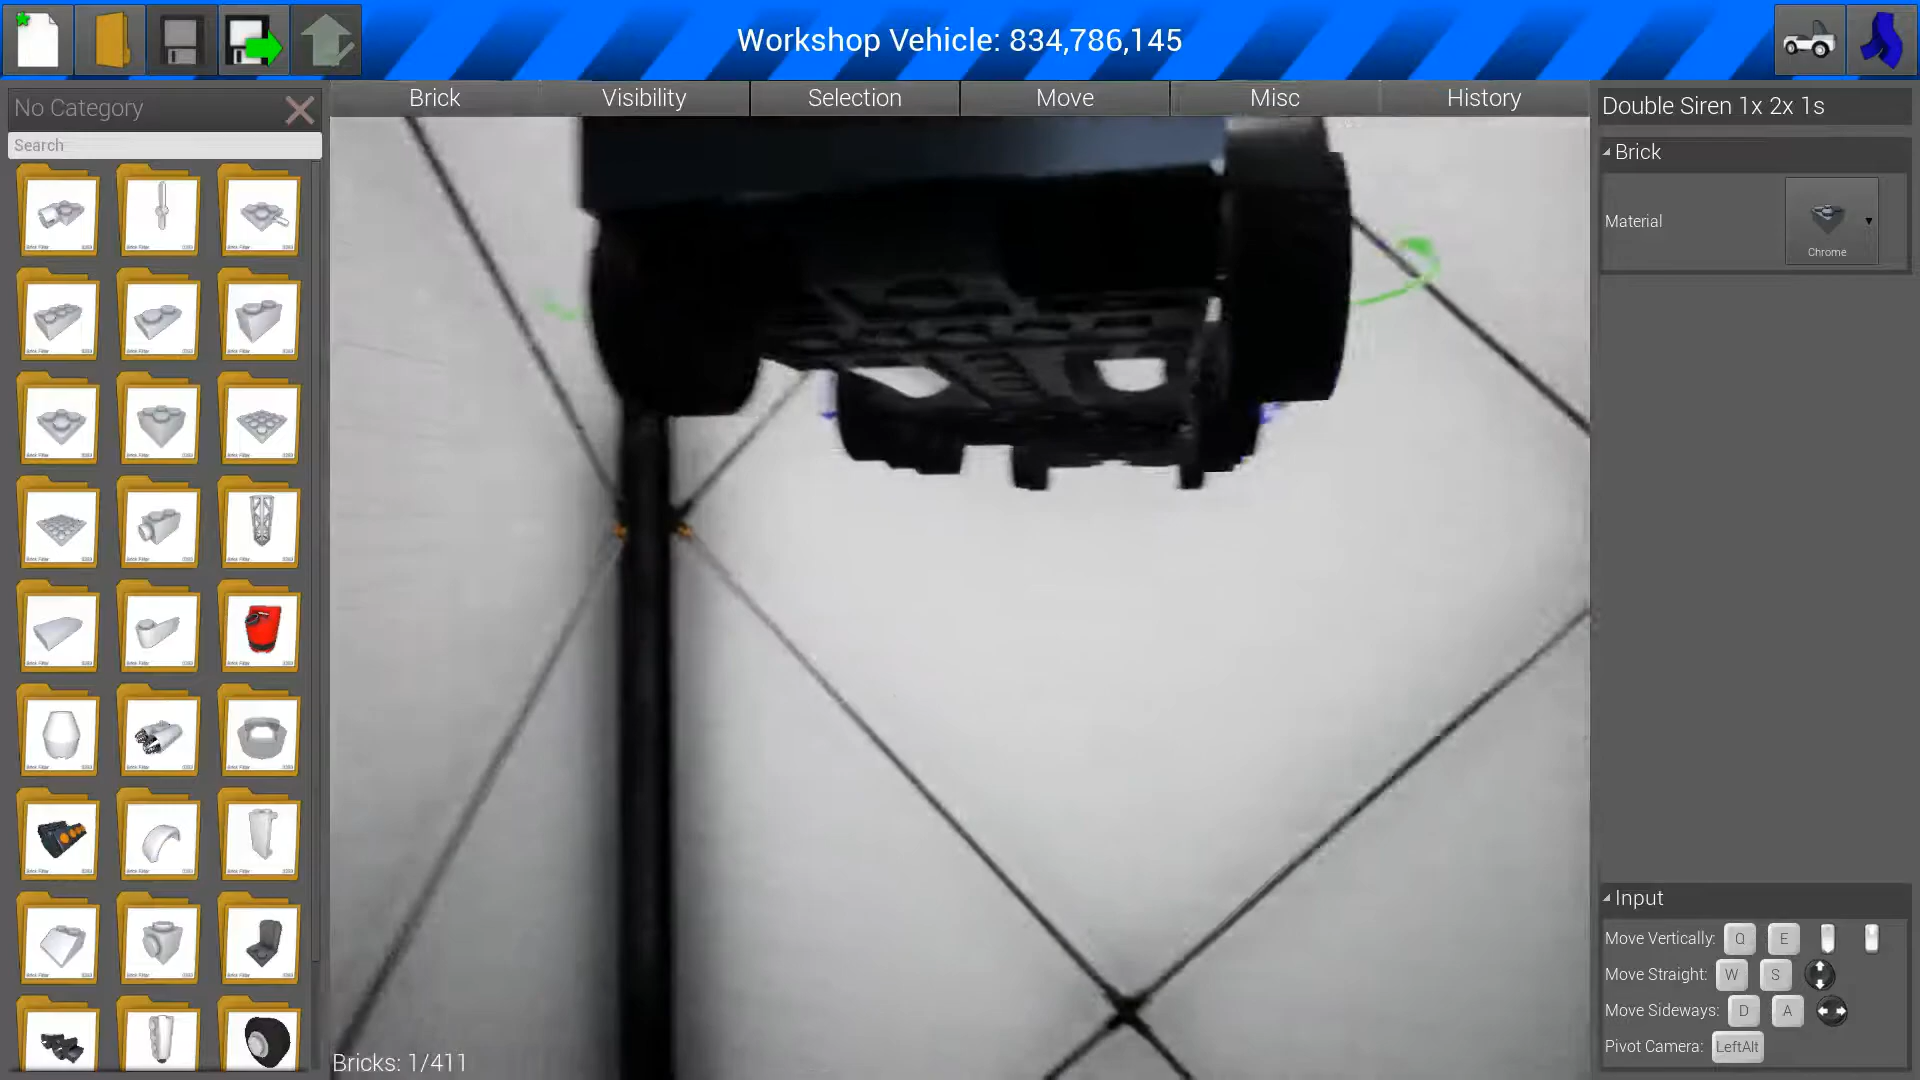 Workshop Vehicle: 834,786,145
No Category
Search
Brick
Visibility
Selection
Move
Misc
History
Double Siren 1x 2x 1s
Brick
Material
Chrome
Input
Move Vertically: Q E
Move Straight: W S
Move Sideways: D A
Pivot Camera: LeftAlt
Bricks: 1/411